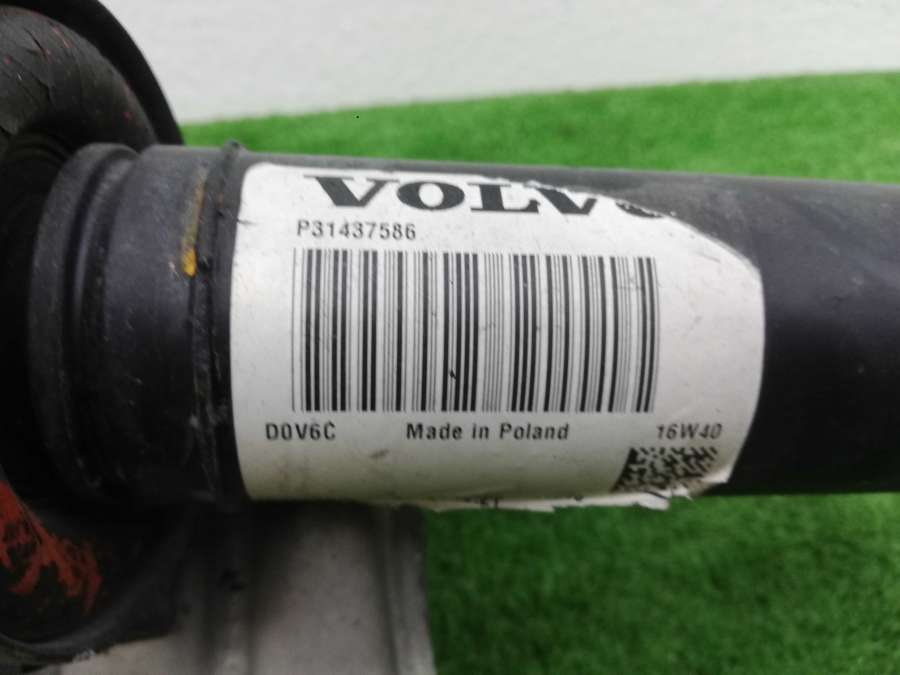 VOLVO
P31437586
D0V6C Made in Poland 16W40